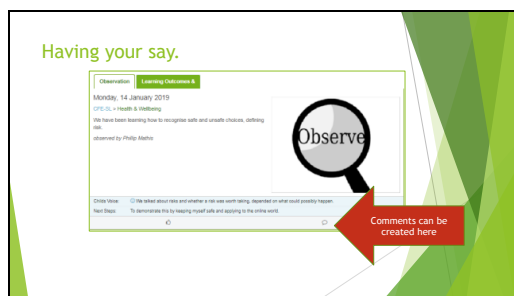 Having your say.
Observation
Learning Outcomes &
Monday, 14 January 2019
CFE-SL » Health & Wellbeing
We have been learning how to recognise safe and unsafe choices, defining
risk.
observed by Phillip Mathis
Observe
Childs Voice: We talked about risks and whether a risk was worth taking, depended on what could possibly happen.
Next Steps: To demonstrate this by keeping myself safe and applying to the online world.
Comments can be
created here